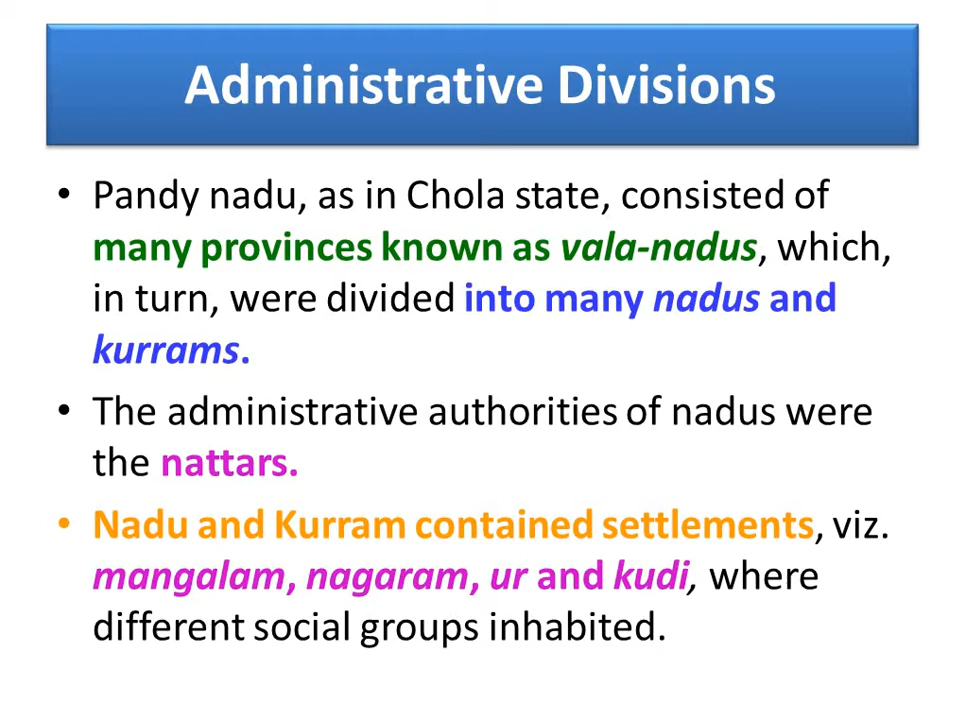 Administrative Divisions
• Pandy nadu, as in Chola state, consisted of
many provinces known as vala-nadus, which,
in turn, were divided into many nadus and
kurrams.
• The administrative authorities of nadus were
the nattars.
• Nadu and Kurram contained settlements, viz.
mangalam, nagaram, ur and kudi, where
different social groups inhabited.